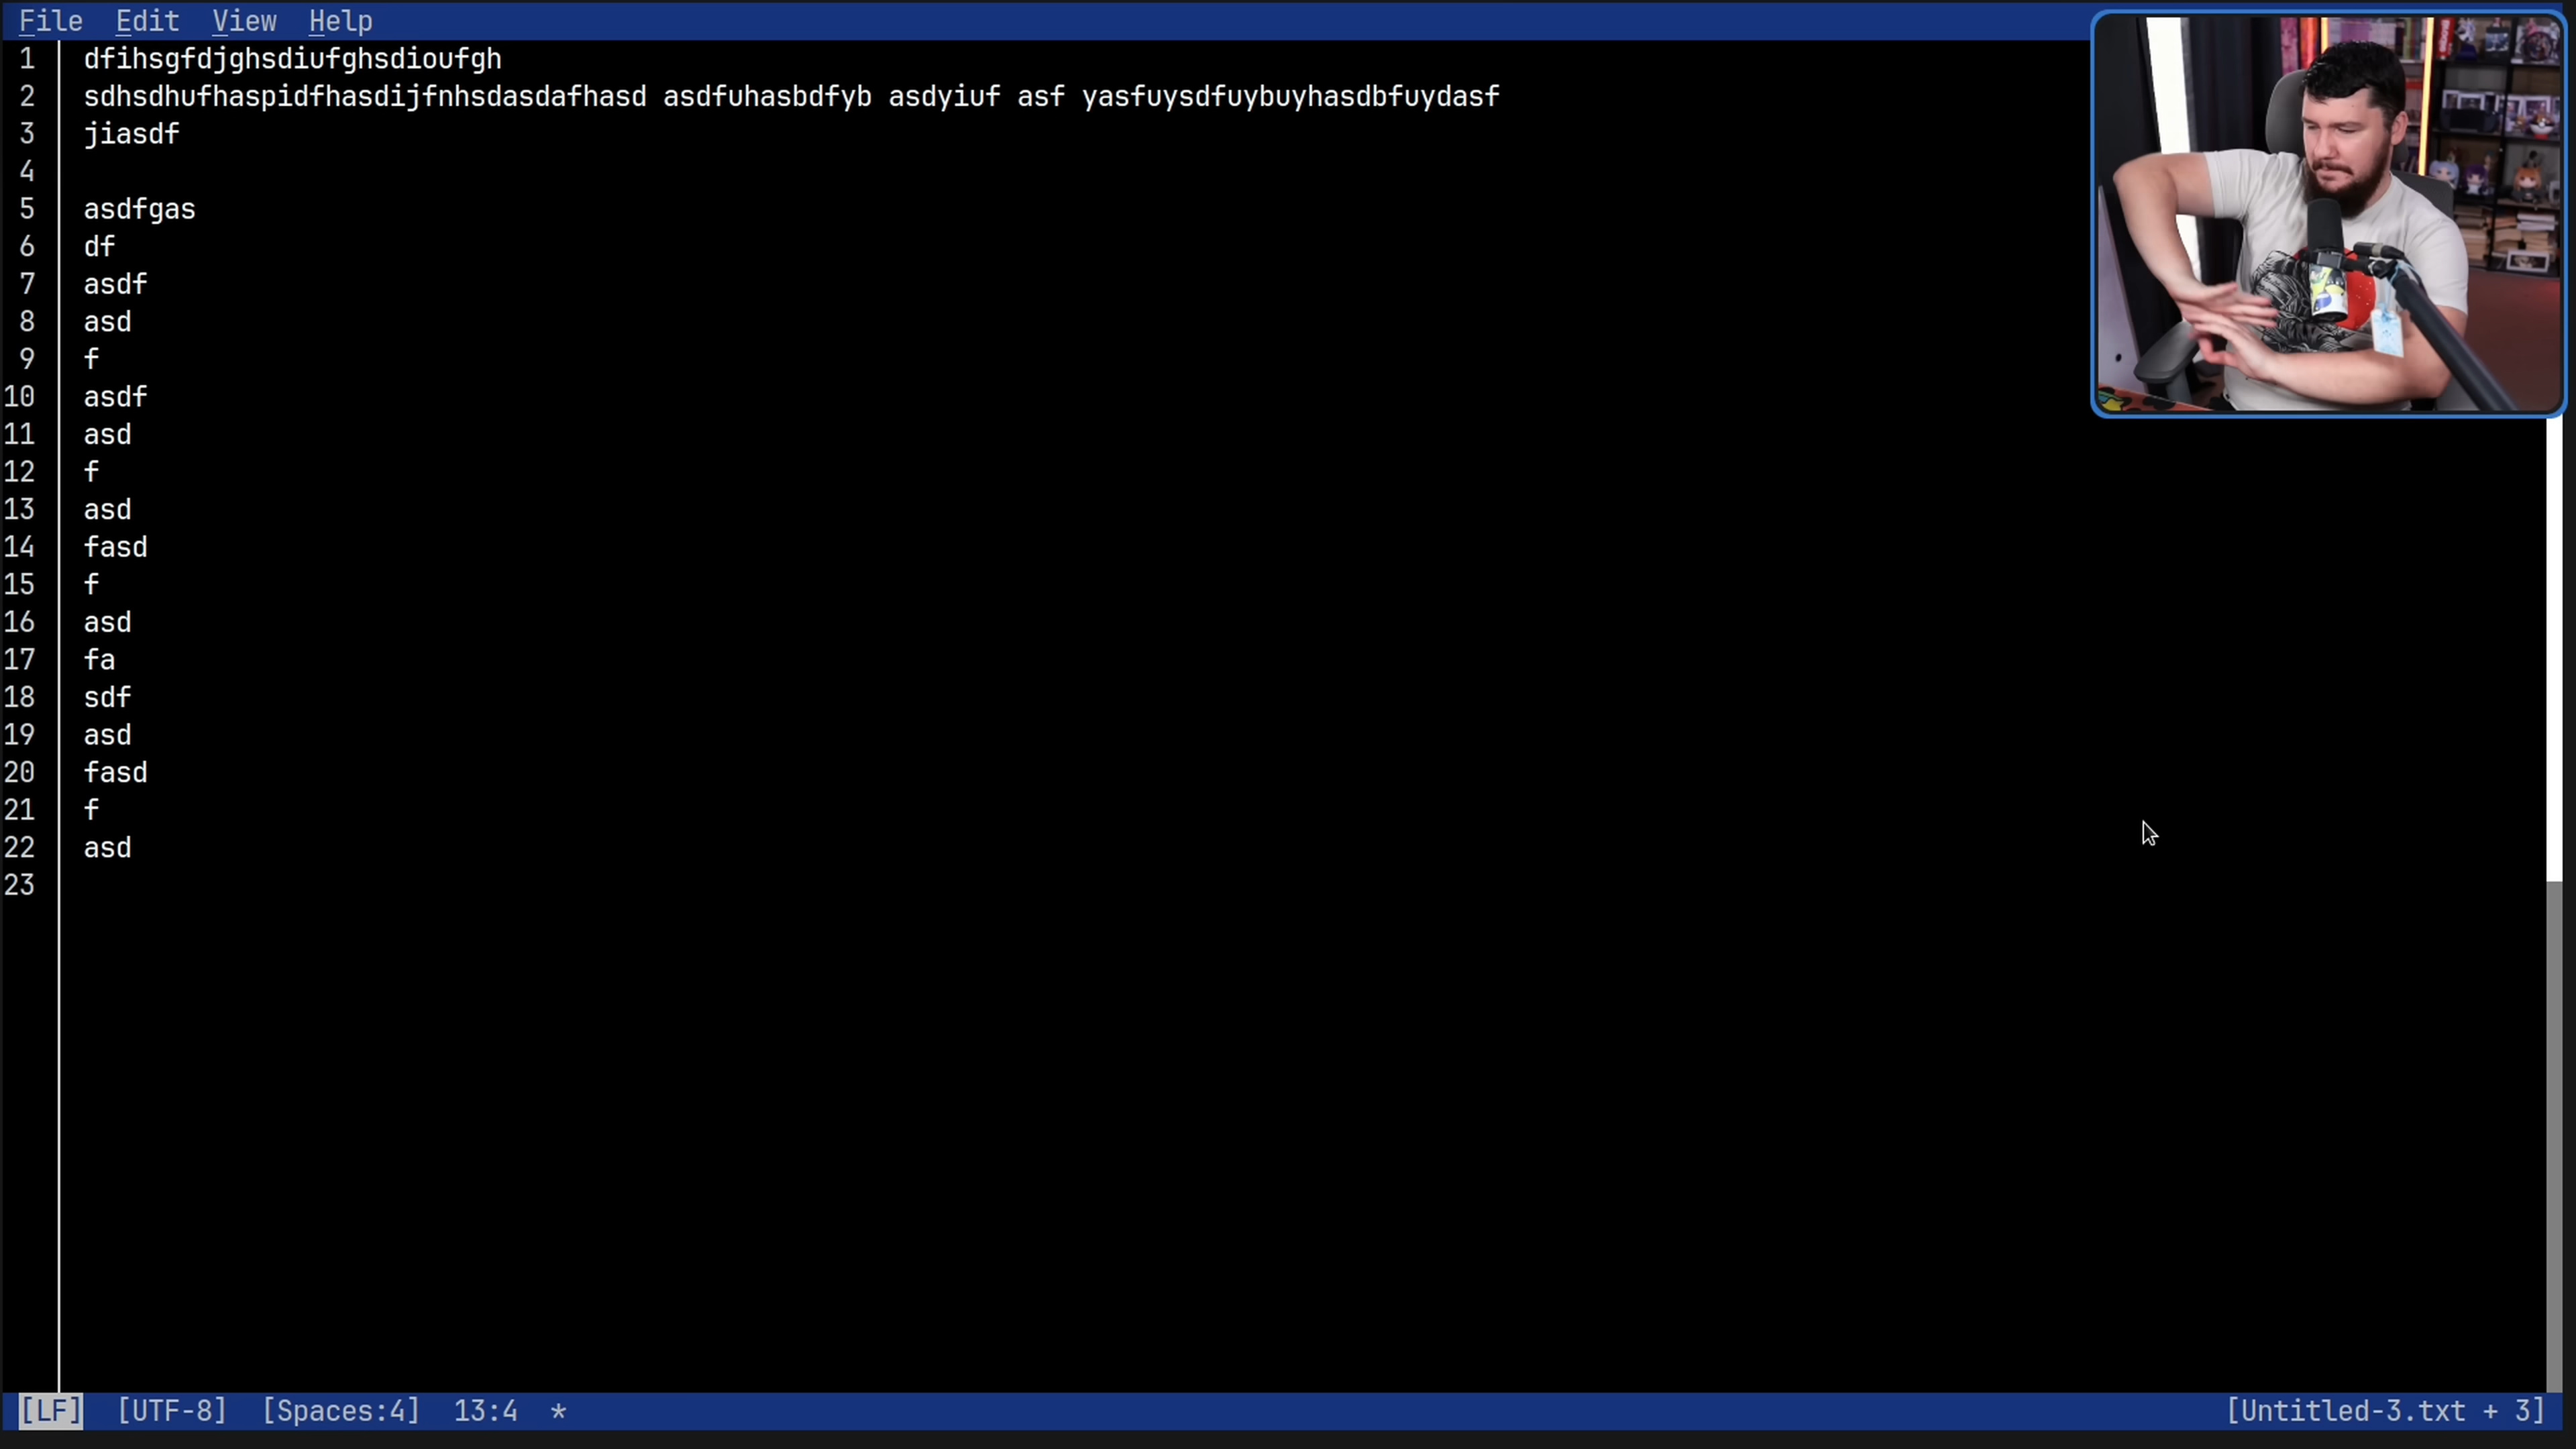 File Edit View Help
1 dfihsgfdjghsdiufghsdioufgh
2 sdhsdhufhaspidfhasdijfnhsdasdafhasd asdfuhasbdfyb asdyiuf asf yasfuysdfuybuyhasdbfuydasf
3 jiasdf
4
5 asdfgas
6 df
7 asdf
8 asd
9 f
10 asdf
11 asd
12 f
13 asd
14 fasd
15 f
16 asd
17 fa
18 sdf
19 asd
20 fasd
21 f
22 asd
23
[LF] [UTF-8] [Spaces:4] 13:4 * [Untitled-3.txt + 3]